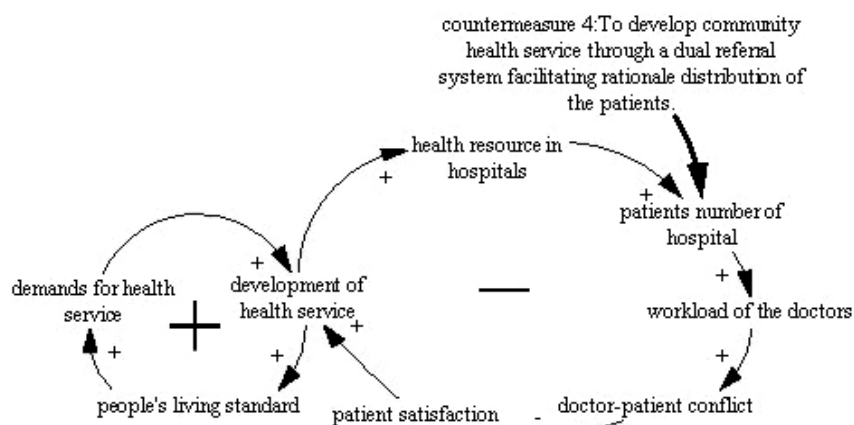 countermeasure 4:To develop community
health service through a dual referral
system facilitating rationale distribution of
the patients.
health resource in
hospitals
+
+
patients number of
hospital
+
demands for health
service
development of
health service
+
+
+
+
—
+
workload of the doctors
+
+
people's living standard
patient satisfaction
-
doctor-patient conflict